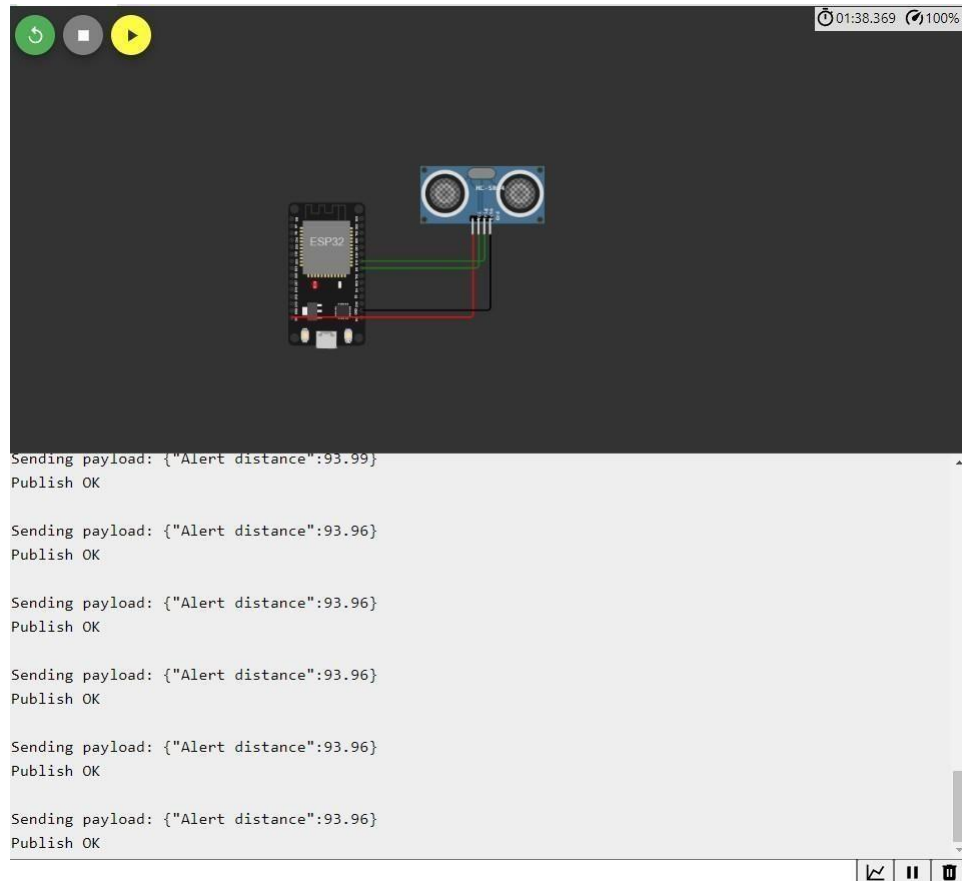 01:38.369 100%
HC-SR04
ESP32
Sending payload: {"Alert distance":93.99}
Publish OK
Sending payload: {"Alert distance":93.96}
Publish OK
Sending payload: {"Alert distance":93.96}
Publish OK
Sending payload: {"Alert distance":93.96}
Publish OK
Sending payload: {"Alert distance":93.96}
Publish OK
Sending payload: {"Alert distance":93.96}
Publish OK